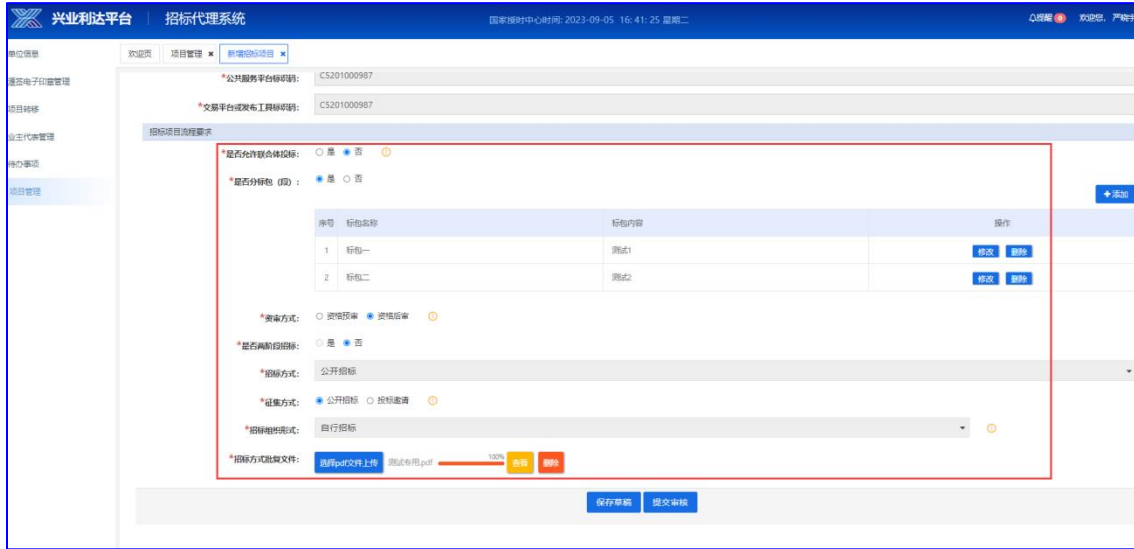 兴业利达平台 招标代理系统 国家授时中心时间: 2023-09-05 16:41:25 星期二 提醒 0 欢迎您, 严晓
单位信息 欢迎页 项目管理 × 新增招标项目 ×
电子印章管理 *公共服务平台标识码: C5201000987
项目转移 *交易平台或发布工具标识码: C5201000987
业主代表管理 招标项目流程要求
待办事项 *是否允许联合体投标: 是 否
项目管理 *是否分标包(段): 是 否
+添加
序号 标包名称 标包内容 操作
1 标包一 测试1 修改 删除
2 标包二 测试2 修改 删除
*资审方式: 资格预审 资格后审
*是否两阶段招标: 是 否
*招标方式: 公开招标
*征集方式: 公开招标 投标邀请
*招标组织形式: 自行招标
*招标方式批复文件: 选择pdf文件上传 测试专用.pdf 100% 查看 删除
保存草稿 提交审核